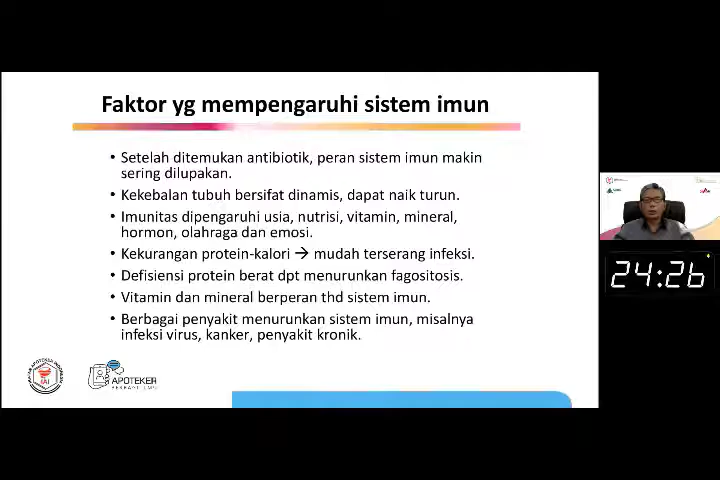 Faktor yg mempengaruhi sistem imun
• Setelah ditemukan antibiotik, peran sistem imun makin
sering dilupakan.
• Kekebalan tubuh bersifat dinamis, dapat naik turun.
• Imunitas dipengaruhi usia, nutrisi, vitamin, mineral,
hormon, olahraga dan emosi.
• Kekurangan protein-kalori → mudah terserang infeksi.
• Defisiensi protein berat dpt menurunkan fagositosis.
• Vitamin dan mineral berperan thd sistem imun.
• Berbagai penyakit menurunkan sistem imun, misalnya
infeksi virus, kanker, penyakit kronik.
24:26
IAI
APOTEKER